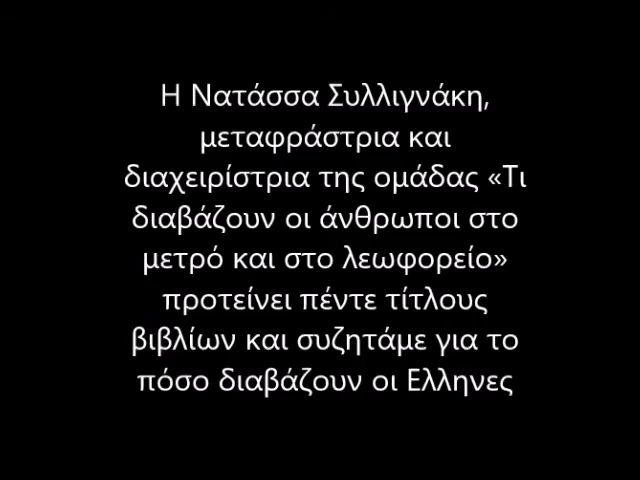 Η Νατάσσα Συλλιγνάκη,
μεταφράστρια και
διαχειρίστρια της ομάδας «Τι
διαβάζουν οι άνθρωποι στο
μετρό και στο λεωφορείο»
προτείνει πέντε τίτλους
βιβλίων και συζητάμε για το
πόσο διαβάζουν οι Ελληνες